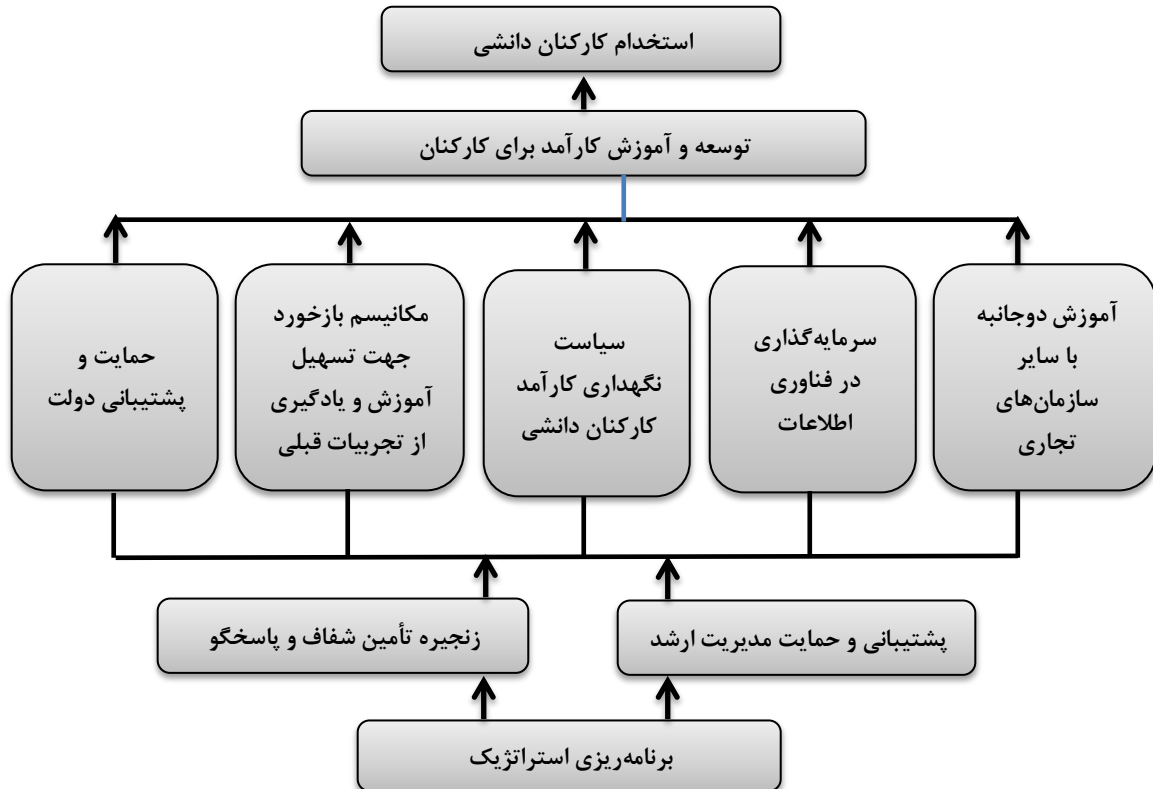 استخدام کارکنان دانشی
توسعه و آموزش کارآمد برای کارکنان
آموزش دوجانبه
با سایر
سازمان‌های
تجاری
سرمایه‌گذاری
در فناوری
اطلاعات
سیاست
نگهداری کارآمد
کارکنان دانشی
مکانیسم بازخورد
جهت تسهیل
آموزش و یادگیری
از تجربیات قبلی
حمایت و
پشتیبانی دولت
پشتیبانی و حمایت مدیریت ارشد
زنجیره تأمین شفاف و پاسخگو
برنامه‌ریزی استراتژیک